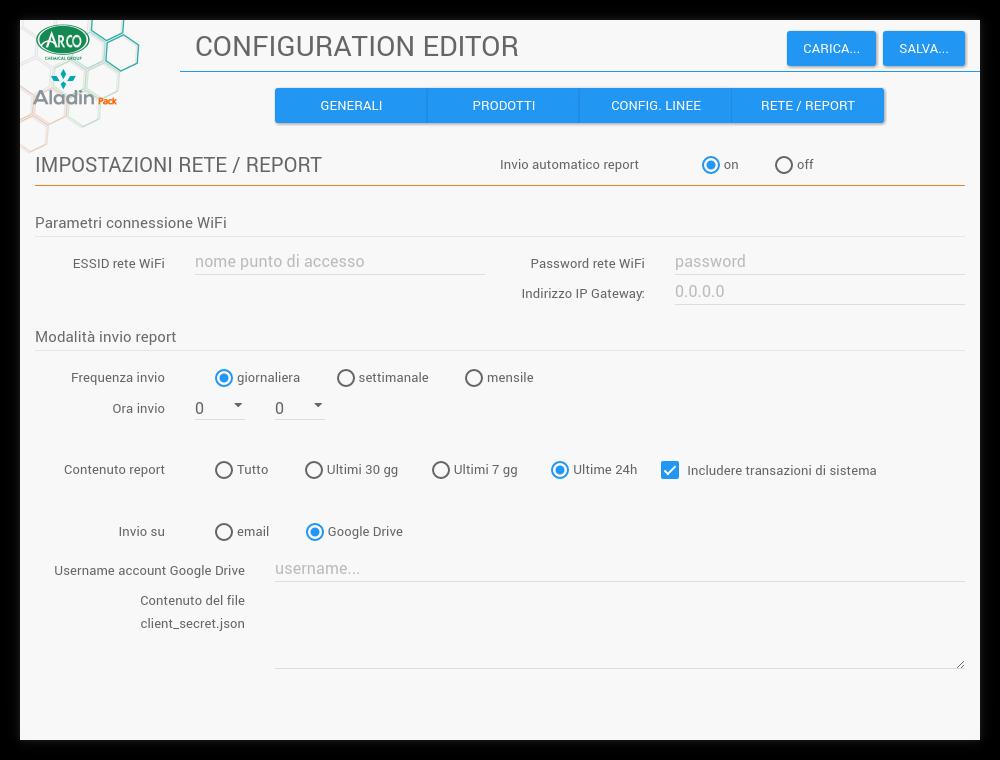 ARCO
CHEMICAL GROUP
Aladin Pack
CONFIGURATION EDITOR
CARICA...
SALVA...
GENERALI
PRODOTTI
CONFIG. LINEE
RETE / REPORT
IMPOSTAZIONI RETE / REPORT
Invio automatico report
on
off
Parametri connessione WiFi
ESSID rete WiFi
nome punto di accesso
Password rete WiFi
password
Indirizzo IP Gateway:
0.0.0.0
Modalità invio report
Frequenza invio
giornaliera
settimanale
mensile
Ora invio
0
0
Contenuto report
Tutto
Ultimi 30 gg
Ultimi 7 gg
Ultime 24h
Includere transazioni di sistema
Invio su
email
Google Drive
Username account Google Drive
username...
Contenuto del file
client_secret.json